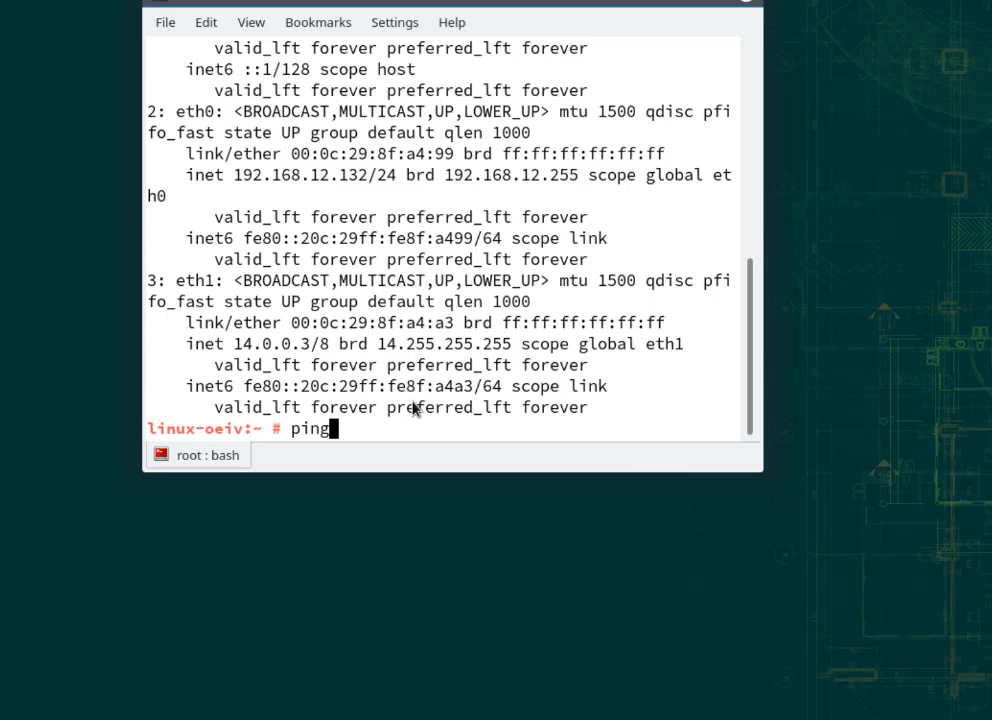 File Edit View Bookmarks Settings Help
valid_lft forever preferred_lft forever
inet6 ::1/128 scope host
valid_lft forever preferred_lft forever
2: eth0: <BROADCAST,MULTICAST,UP,LOWER_UP> mtu 1500 qdisc pfi
fo_fast state UP group default qlen 1000
link/ether 00:0c:29:8f:a4:99 brd ff:ff:ff:ff:ff:ff
inet 192.168.12.132/24 brd 192.168.12.255 scope global et
h0
valid_lft forever preferred_lft forever
inet6 fe80::20c:29ff:fe8f:a499/64 scope link
valid_lft forever preferred_lft forever
3: eth1: <BROADCAST,MULTICAST,UP,LOWER_UP> mtu 1500 qdisc pfi
fo_fast state UP group default qlen 1000
link/ether 00:0c:29:8f:a4:a3 brd ff:ff:ff:ff:ff:ff
inet 14.0.0.3/8 brd 14.255.255.255 scope global eth1
valid_lft forever preferred_lft forever
inet6 fe80::20c:29ff:fe8f:a4a3/64 scope link
valid_lft forever preferred_lft forever
linux-oeiv:~ # ping
root : bash